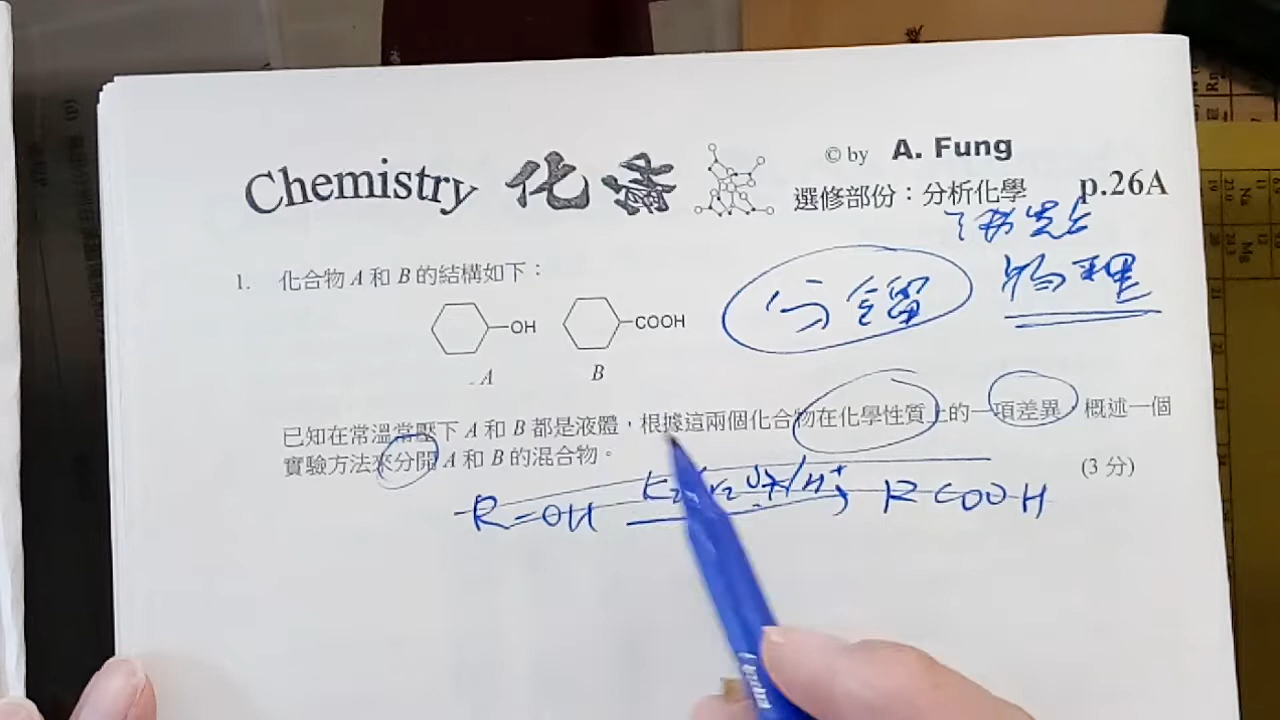 Chemistry 化濤
© by A. Fung
選修部份：分析化學 p.26A
1. 化合物 A 和 B 的結構如下：
分餾 物理
OH COOH
A B
已知在常溫常壓下 A 和 B 都是液體，根據這兩個化合物在化學性質上的一項差異，概述一個
實驗方法來分開 A 和 B 的混合物。 (3 分)
R-OH R COOH